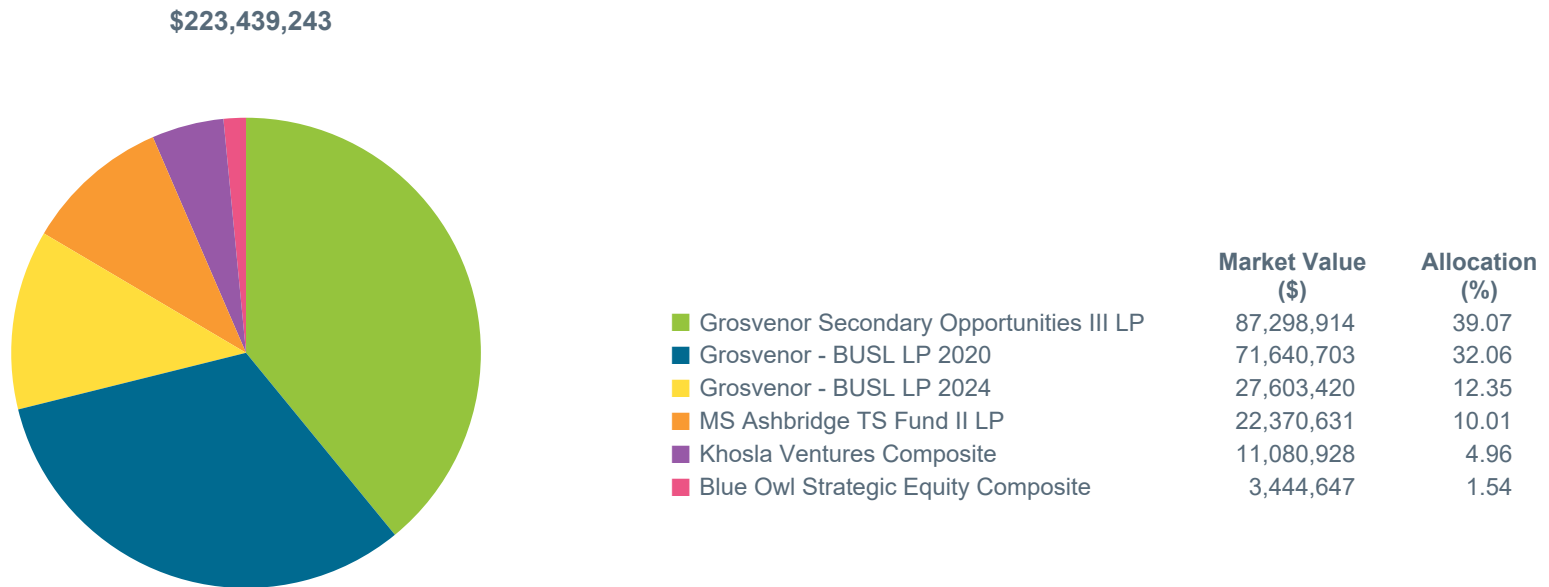 $223,439,243
Market Value Allocation
($) (%)
Grosvenor Secondary Opportunities III LP 87,298,914 39.07
Grosvenor - BUSL LP 2020 71,640,703 32.06
Grosvenor - BUSL LP 2024 27,603,420 12.35
MS Ashbridge TS Fund II LP 22,370,631 10.01
Khosla Ventures Composite 11,080,928 4.96
Blue Owl Strategic Equity Composite 3,444,647 1.54